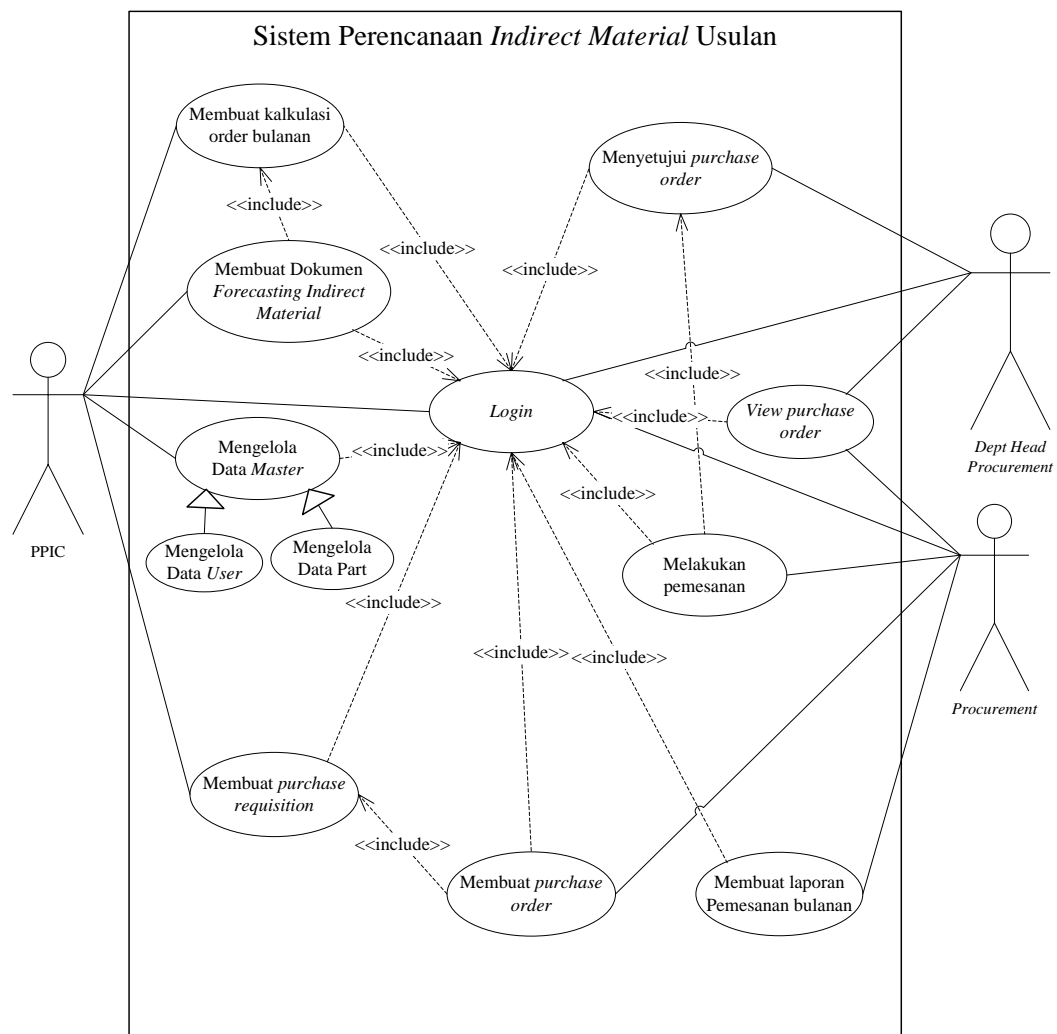 Sistem Perencanaan Indirect Material Usulan
Membuat kalkulasi
order bulanan
Menyetujui purchase
order
<<include>>
<<include>>
<<include>>
Membuat Dokumen
Forecasting Indirect
Material
<<include>>
<<include>>
Login
View purchase
order
<<include>>
Mengelola
Data Master
<<include>>
Dept Head
Procurement
<<include>>
PPIC
Mengelola
Data User
Mengelola
Data Part
Melakukan
pemesanan
<<include>>
<<include>>
<<include>>
Procurement
Membuat purchase
requisition
<<include>>
Membuat purchase
order
Membuat laporan
Pemesanan bulanan